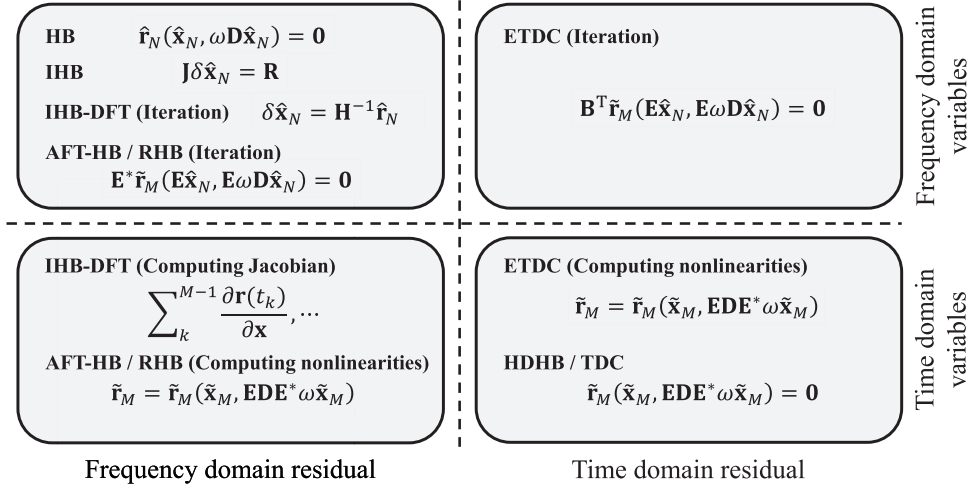 HB r̂_N(x̂_N, ωDx̂_N) = 0
IHB Jδx̂_N = R
IHB-DFT (Iteration) δx̂_N = H⁻¹r̂_N
AFT-HB / RHB (Iteration)
E*r̃_M(Ex̂_N, EωDx̂_N) = 0
ETDC (Iteration)
Bᵀr̃_M(Ex̂_N, EωDx̂_N) = 0
Frequency domain
variables
IHB-DFT (Computing Jacobian)
∑_k^{M−1} ∂r(t_k)/∂x , ⋯
AFT-HB / RHB (Computing nonlinearities)
r̃_M = r̃_M(x̃_M, EDE*ωx̃_M)
ETDC (Computing nonlinearities)
r̃_M = r̃_M(x̃_M, EDE*ωx̃_M)
HDHB / TDC
r̃_M(x̃_M, EDE*ωx̃_M) = 0
Time domain
variables
Frequency domain residual
Time domain residual